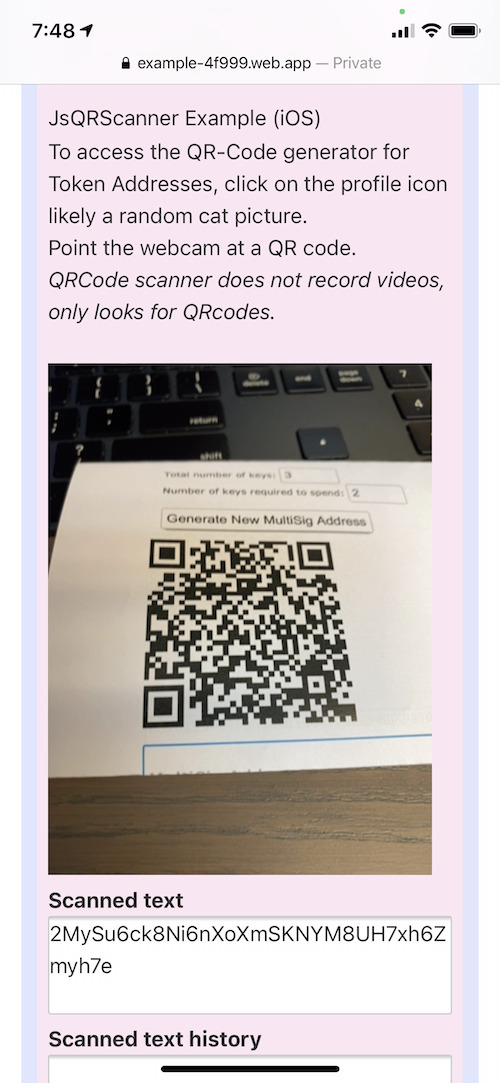 7:48
example-4f999.web.app — Private
JsQRScanner Example (iOS)
To access the QR-Code generator for
Token Addresses, click on the profile icon
likely a random cat picture.
Point the webcam at a QR code.
QRCode scanner does not record videos,
only looks for QRcodes.
delete end page down 7
4
return
? shift
Total number of keys: 3
Number of keys required to spend: 2
Generate New MultiSig Address
Scanned text
2MySu6ck8Ni6nXoXmSKNYM8UH7xh6Z
myh7e
Scanned text history